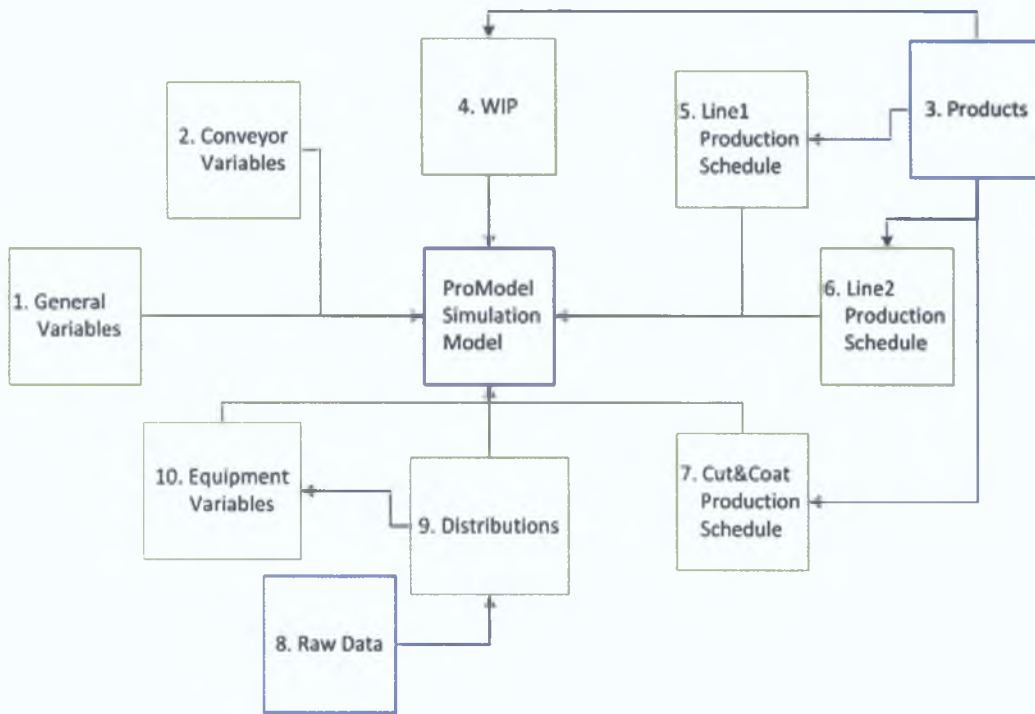 1. General
Variables
2. Conveyor
Variables
3. Products
4. WIP
5. Line1
Production
Schedule
6. Line2
Production
Schedule
ProModel
Simulation
Model
7. Cut&Coat
Production
Schedule
8. Raw Data
9. Distributions
10. Equipment
Variables